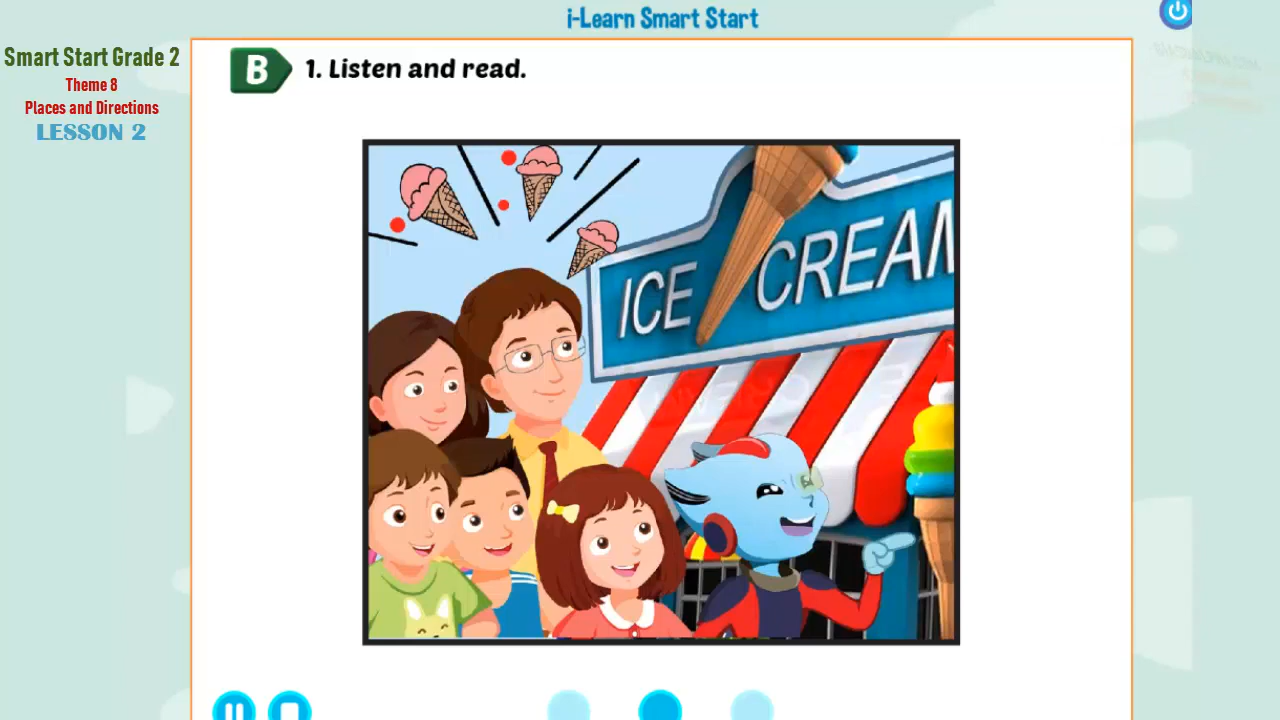 i-Learn Smart Start
Smart Start Grade 2
Theme 8
Places and Directions
LESSON 2
B 1. Listen and read.
ICE CREAM